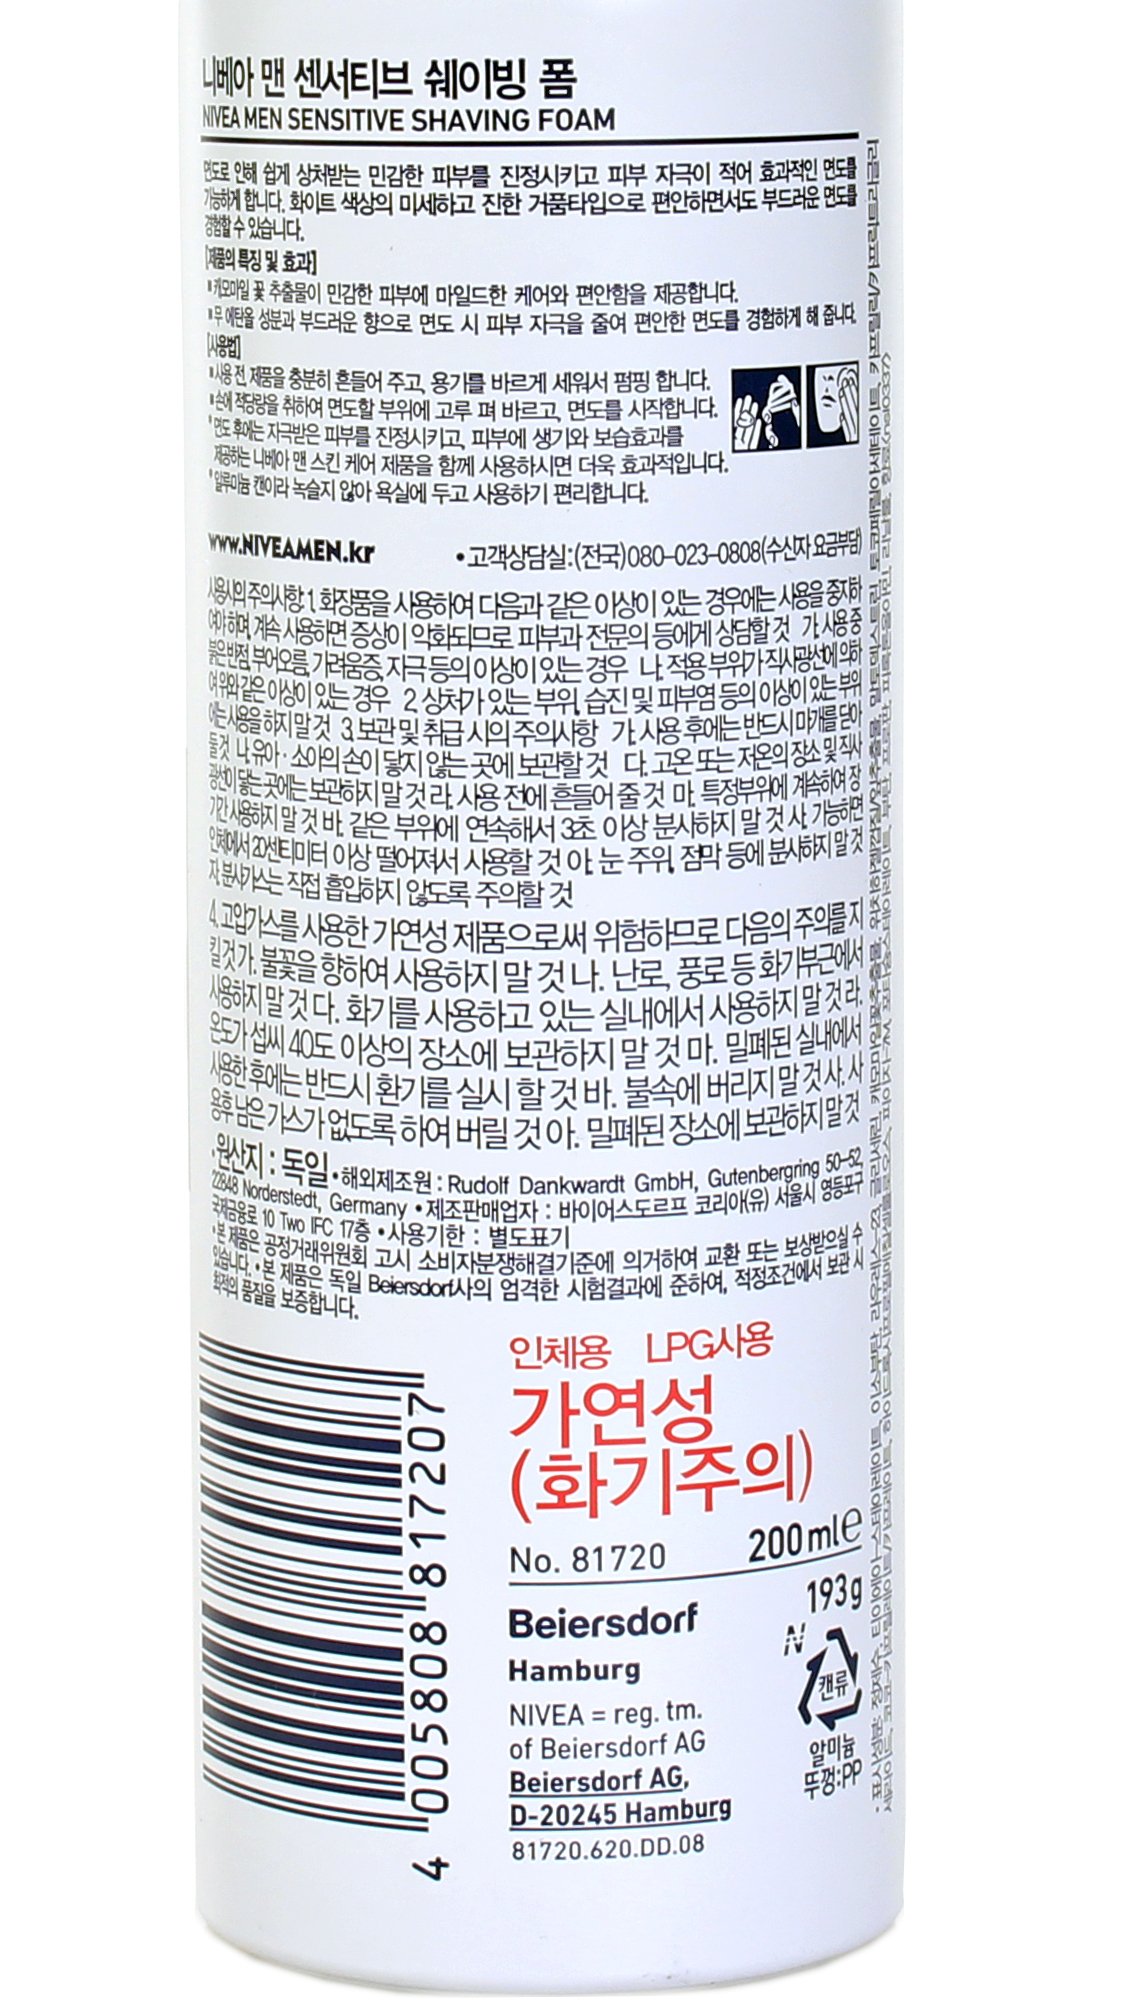 니베아 맨 센서티브 쉐이빙 폼
NIVEA MEN SENSITIVE SHAVING FOAM
면도로 인해 쉽게 상처받는 민감한 피부를 진정시키고 피부 자극이 적어 효과적인 면도를
가능하게 합니다. 화이트 색상의 미세하고 진한 거품타입으로 편안하면서도 부드러운 면도를
경험할 수 있습니다.
[제품의 특징 및 효과]
▪캐모마일 꽃 추출물이 민감한 피부에 마일드한 케어와 편안함을 제공합니다.
▪무 에탄올 성분과 부드러운 향으로 면도 시 피부 자극을 줄여 편안한 면도를 경험하게 해 줍니다.
[사용법]
▪사용 전 제품을 충분히 흔들어 주고, 용기를 바르게 세워서 펌핑 합니다.
▪손에 적당량을 취하여 면도할 부위에 고루 펴 바르고, 면도를 시작합니다.
*면도 후에는 자극받은 피부를 진정시키고, 피부에 생기와 보습효과를
제공하는 니베아 맨 스킨 케어 제품을 함께 사용하시면 더욱 효과적입니다.
*알루미늄 캔이라 녹슬지 않아 욕실에 두고 사용하기 편리합니다.
www.NIVEAMEN.kr •고객상담실:(전국)080-023-0808(수신자 요금부담)
사용시의 주의사항: 1. 화장품을 사용하여 다음과 같은 이상이 있는 경우에는 사용을 중지하
여야 하며, 계속 사용하면 증상이 악화되므로 피부과 전문의 등에게 상담할 것 가. 사용 중
붉은 반점, 부어오름, 가려움증, 자극 등의 이상이 있는 경우 나. 적용 부위가 직사광선에 의하
여 위와 같은 이상이 있는 경우 2. 상처가 있는 부위, 습진 및 피부염 등의 이상이 있는 부위
에는 사용을 하지 말 것 3. 보관 및 취급 시의 주의사항 가. 사용 후에는 반드시 마개를 닫아
둘 것 나. 유아·소아의 손이 닿지 않는 곳에 보관할 것 다. 고온 또는 저온의 장소 및 직사
광선이 닿는 곳에는 보관하지 말 것 라. 사용 전에 흔들어 줄 것 마. 특정부위에 계속하여 장
기간 사용하지 말 것 바. 같은 부위에 연속해서 3초 이상 분사하지 말 것 사. 가능하면
인체에서 20센티미터 이상 떨어져서 사용할 것 아. 눈 주위, 점막 등에 분사하지 말 것
자. 분사가스는 직접 흡입하지 않도록 주의할 것
4. 고압가스를 사용한 가연성 제품으로써 위험하므로 다음의 주의를 지
킬 것 가. 불꽃을 향하여 사용하지 말 것 나. 난로, 풍로 등 화기부근에서
사용하지 말 것 다. 화기를 사용하고 있는 실내에서 사용하지 말 것 라.
온도가 섭씨 40도 이상의 장소에 보관하지 말 것 마. 밀폐된 실내에서
사용한 후에는 반드시 환기를 실시 할 것 바. 불속에 버리지 말 것 사. 사
용후 남은 가스가 없도록 하여 버릴 것 아. 밀폐된 장소에 보관하지 말 것
•원산지 : 독일 •해외제조원 : Rudolf Dankwardt GmbH, Gutenbergring 50-52,
22848 Norderstedt, Germany •제조판매업자 : 바이어스도르프 코리아(유) 서울시 영등포구
국제금융로 10 Two IFC 17층 •사용기한 : 별도표기
•본 제품은 공정거래위원회 고시 소비자분쟁해결기준에 의거하여 교환 또는 보상받으실 수
있습니다. •본 제품은 독일 Beiersdorf사의 엄격한 시험결과에 준하여, 적정조건에서 보관 시
최적의 품질을 보증합니다.
인체용 LPG사용
가연성
(화기주의)
No. 81720 200 ml e
193g
Beiersdorf
Hamburg
NIVEA = reg. tm.
of Beiersdorf AG
Beiersdorf AG,
D-20245 Hamburg
81720.620.DD.08
캔류
알미늄
뚜껑:PP
4 005808 817207